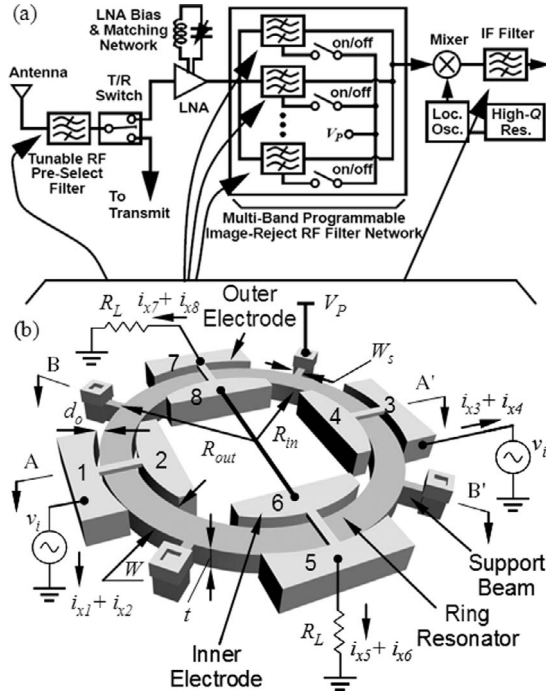 (a)
LNA Bias
& Matching
Network
Multi-Band Programmable
Image-Reject RF Filter Network
Antenna
T/R
Switch
LNA
on/off
on/off
on/off
V_P
Mixer
IF Filter
Loc.
Osc.
High-Q
Res.
Tunable RF
Pre-Select
Filter
To
Transmit
(b)
R_L
i_x7 + i_x8
Outer
Electrode
V_P
W_s
B
A
d_o
7
8
1
2
R_out
R_in
4
3
A'
i_x3 + i_x4
v_i
B'
v_i
6
5
Support
Beam
i_x1 + i_x2
W
t
R_L
i_x5 + i_x6
Ring
Resonator
Inner
Electrode